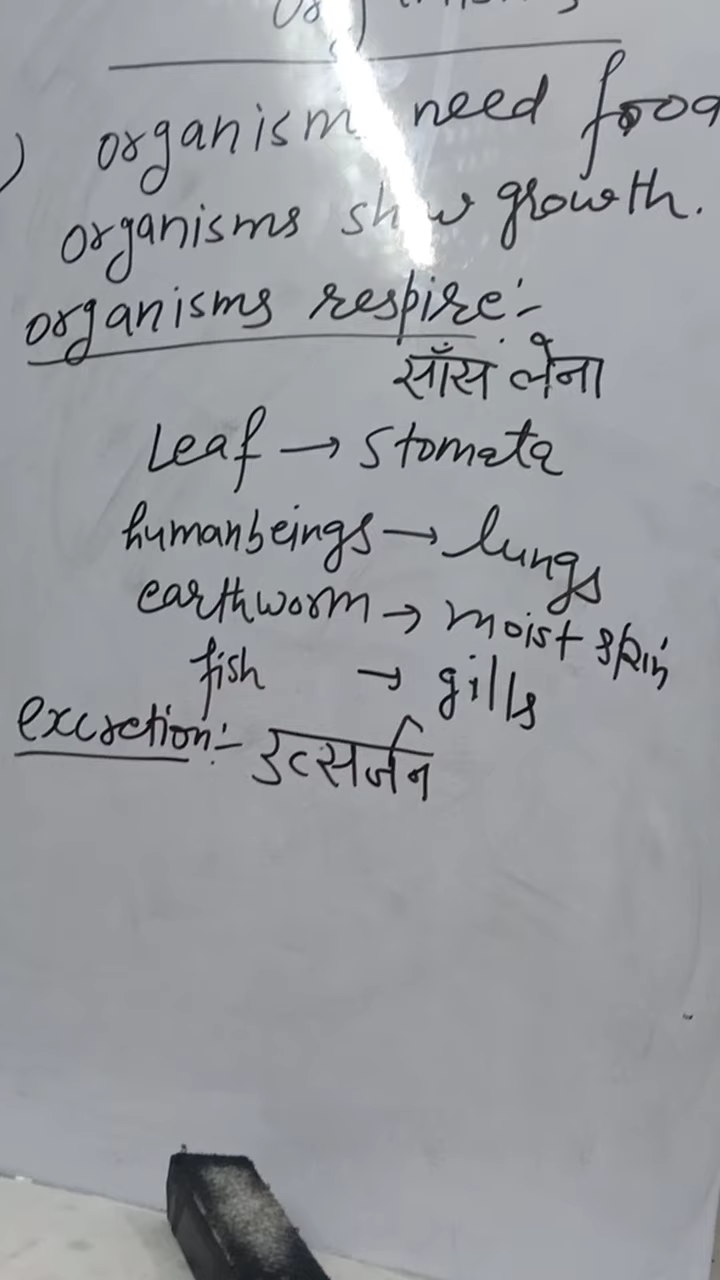 organism need food
organisms show growth.
organisms respire:-
साँस लेना
Leaf → stomata
humanbeings → lungs
earthworm → moist skin
fish → gills
excretion:- उत्सर्जन